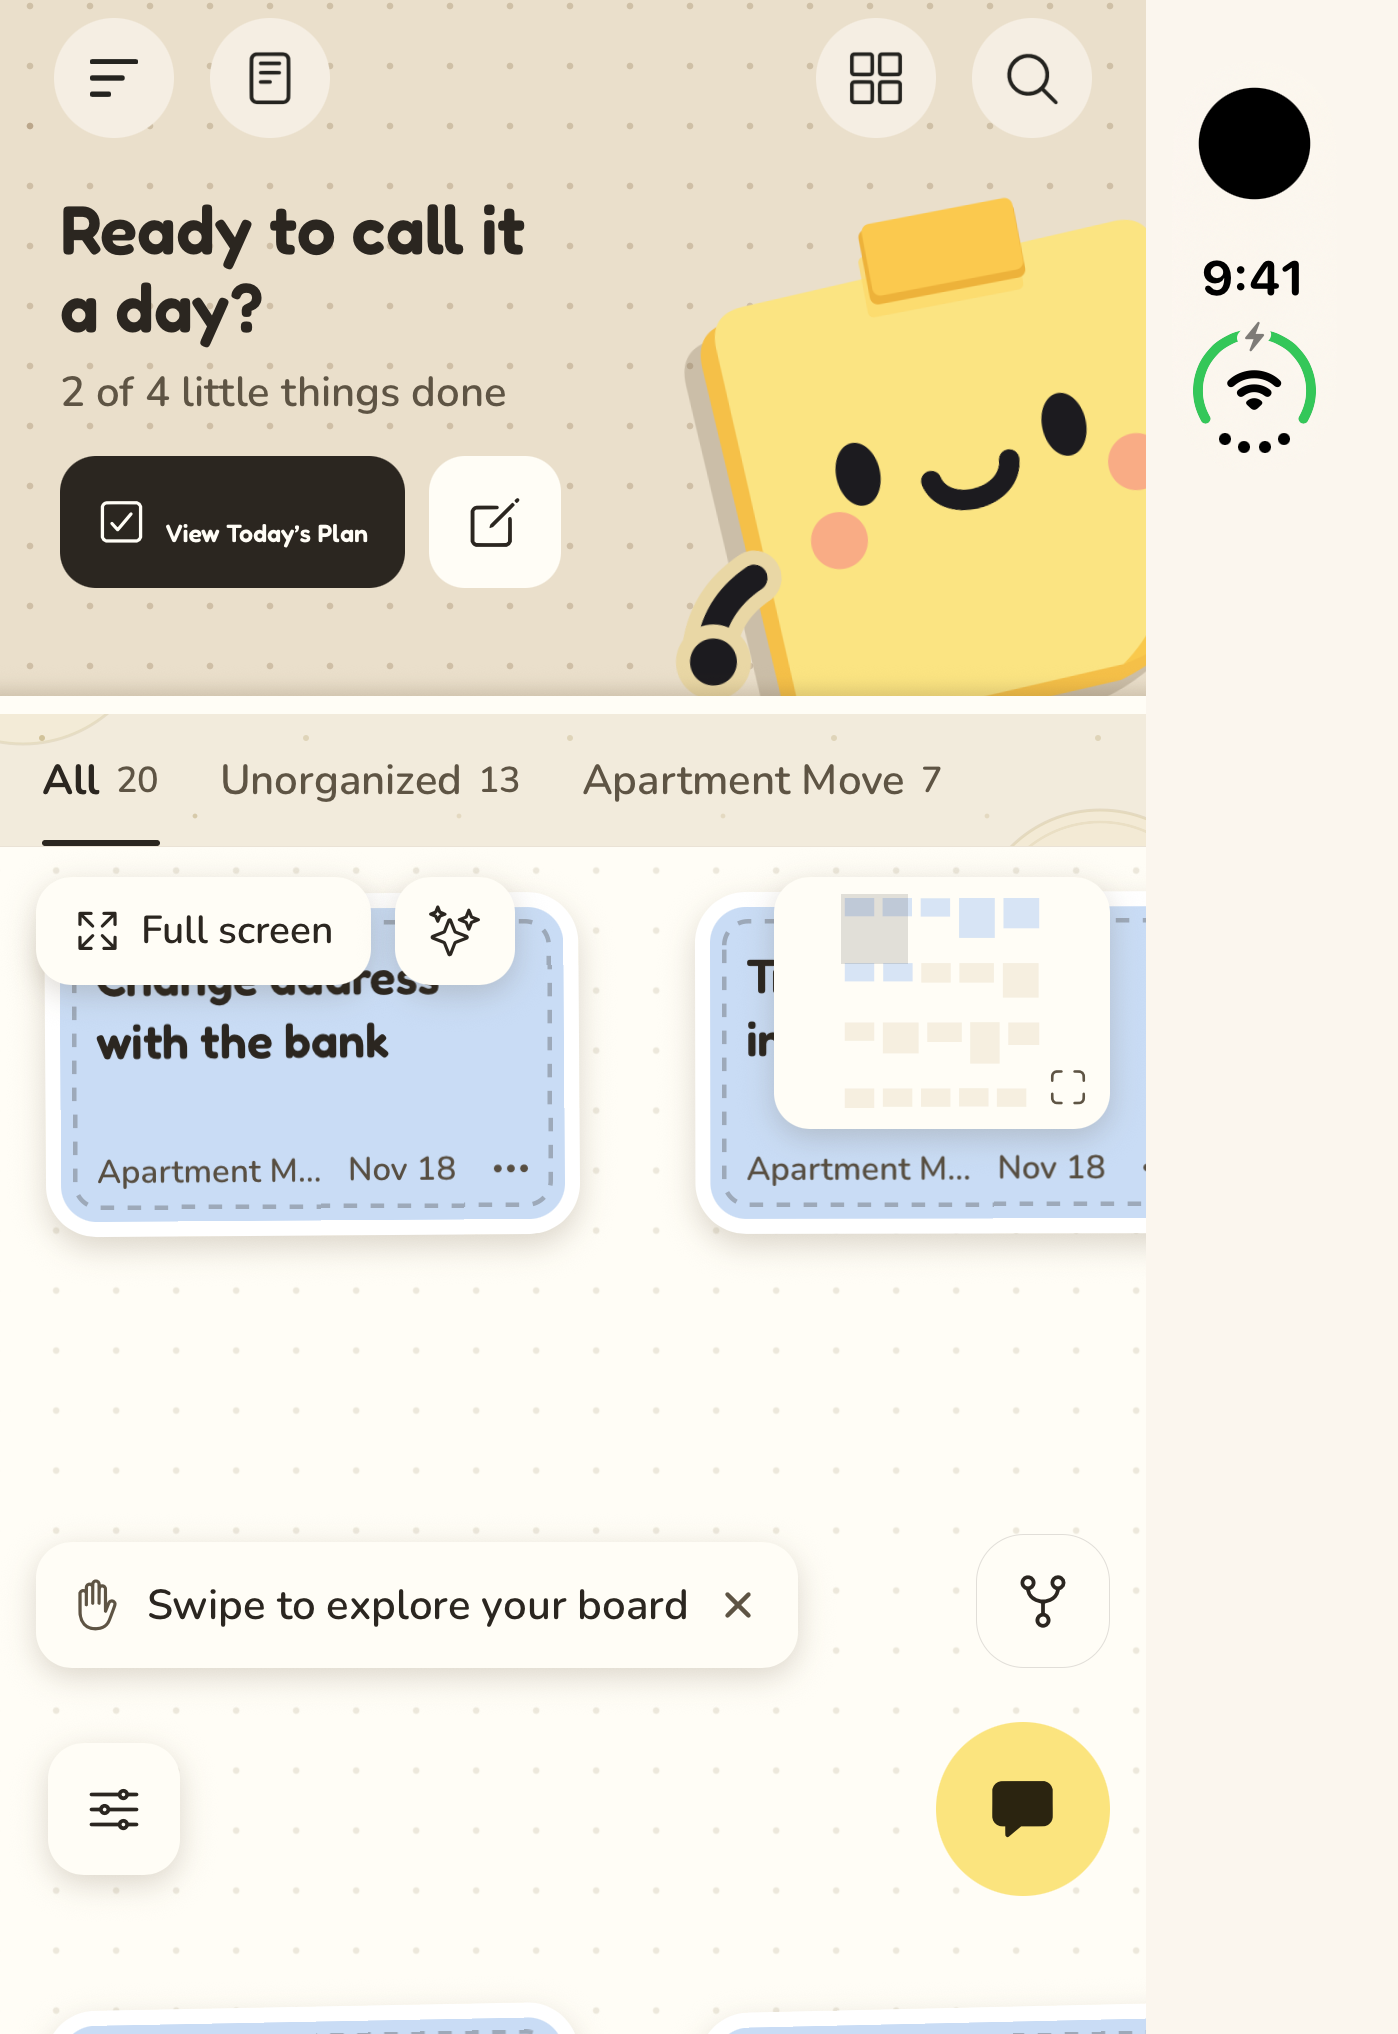 9:41
Ready to call it
a day?
2 of 4 little things done
View Today's Plan
All 20 Unorganized 13 Apartment Move 7
Full screen
Change address
with the bank
Apartment M... Nov 18
Apartment M... Nov 18
Swipe to explore your board